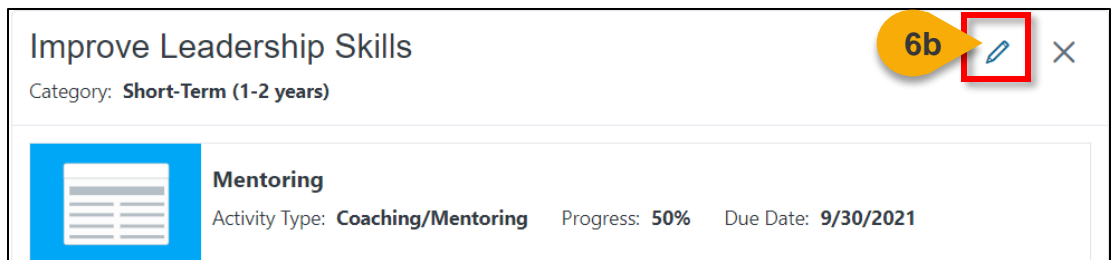 Improve Leadership Skills
6b
Category: Short-Term (1-2 years)
Mentoring
Activity Type: Coaching/Mentoring Progress: 50% Due Date: 9/30/2021